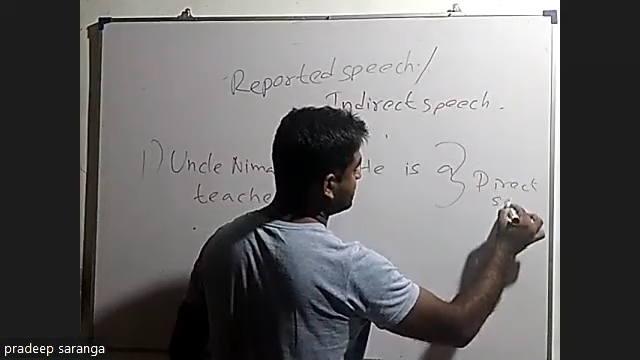 Reported speech /
Indirect speech.
1) Uncle Nima He is a } Direct
teache s
pradeep saranga